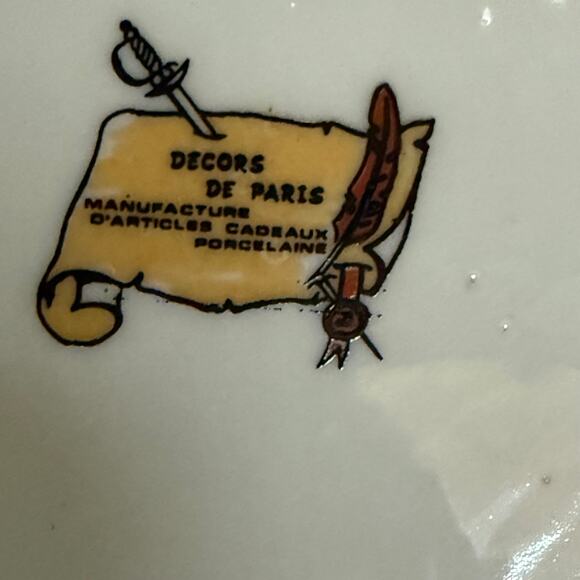 DECORS
DE PARIS
MANUFACTURE
D'ARTICLES CADEAUX
PORCELAINE